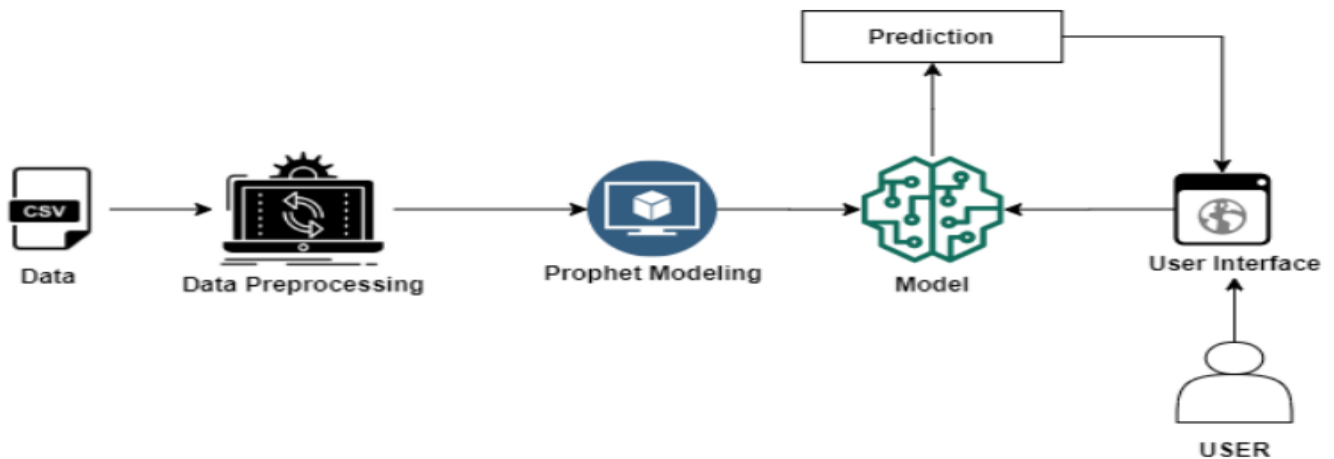 Prediction
CSV
Data
Data Preprocessing
Prophet Modeling
Model
User Interface
USER